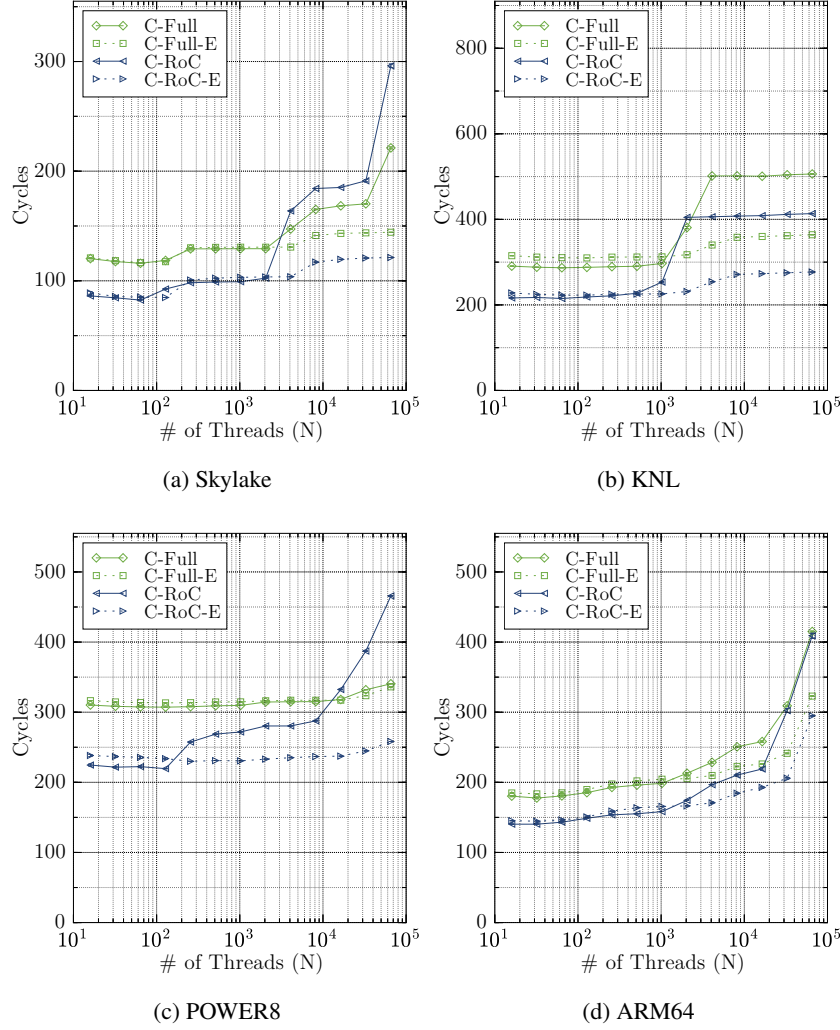 C-Full
C-Full-E
C-RoC
C-RoC-E
300
200
100
0
Cycles
10^1 10^2 10^3 10^4 10^5
# of Threads (N)
(a) Skylake
C-Full
C-Full-E
C-RoC
C-RoC-E
800
600
400
200
0
Cycles
10^1 10^2 10^3 10^4 10^5
# of Threads (N)
(b) KNL
C-Full
C-Full-E
C-RoC
C-RoC-E
500
400
300
200
100
0
Cycles
10^1 10^2 10^3 10^4 10^5
# of Threads (N)
(c) POWER8
C-Full
C-Full-E
C-RoC
C-RoC-E
500
400
300
200
100
0
Cycles
10^1 10^2 10^3 10^4 10^5
# of Threads (N)
(d) ARM64